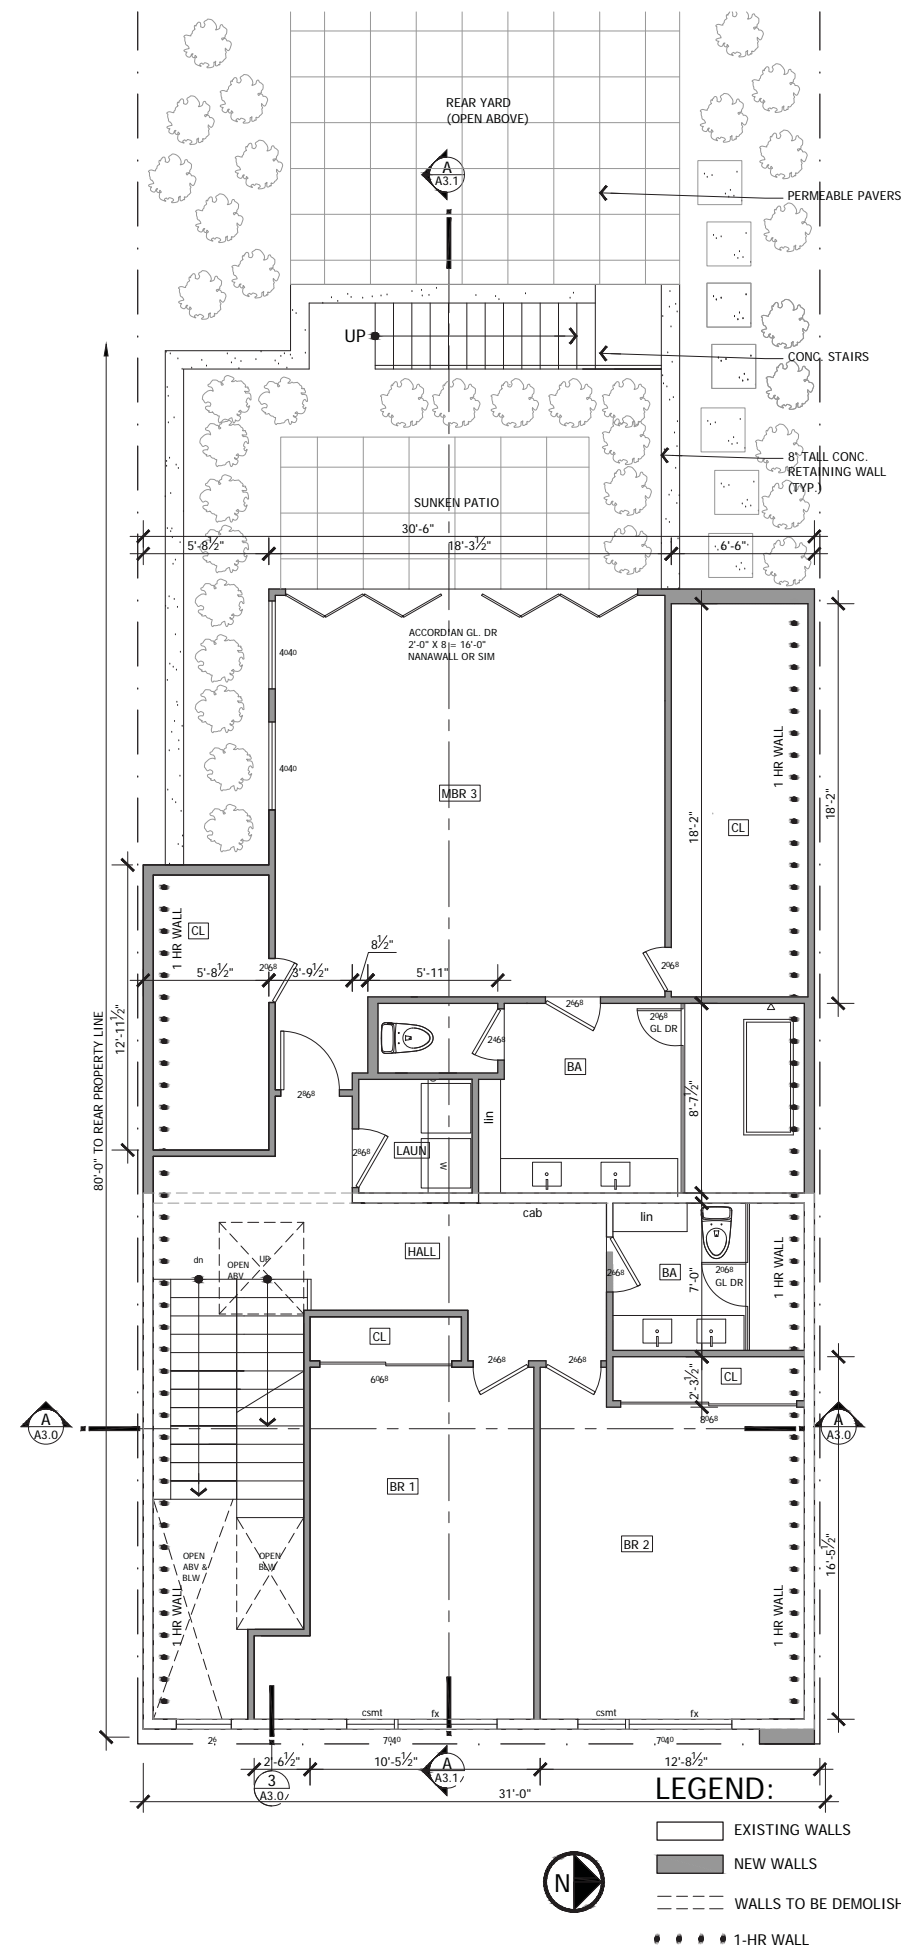 REAR YARD
(OPEN ABOVE)
A
A3.1
PERMEABLE PAVERS
UP
CONC. STAIRS
8' TALL CONC.
RETAINING WALL
(TYP.)
SUNKEN PATIO
30'-6"
5'-8½"
18'-3½"
6'-6"
ACCORDIAN GL. DR
2'-0" X 8 = 16'-0"
NANAWALL OR SIM
4040
1 HR WALL
4040
MBR 3
18'-2"
18'-2"
CL
CL
1 HR WALL
8½"
2068
5'-8½"
3'-9½"
5'-11"
2068
12'-11½"
80'-0" TO REAR PROPERTY LINE
2668
2468
2068
GL DR
BA
8'-7½"
2868
lin
2868
LAUN
W
cab
lin
HALL
dn
UP
OPEN
ABV
2668
BA
7'-0"
2068
GL DR
1 HR WALL
CL
6068
2668
2668
2'-3½"
CL
8068
A
A3.0
A
A3.0
BR 1
BR 2
16'-5½"
OPEN
ABV &
BLW
OPEN
BLW
1 HR WALL
1 HR WALL
csmt
fx
csmt
fx
26
7040
7040
2'-6½"
10'-5½"
12'-8½"
3
A3.0
A
A3.1
31'-0"
LEGEND:
EXISTING WALLS
NEW WALLS
WALLS TO BE DEMOLISH
1-HR WALL
N